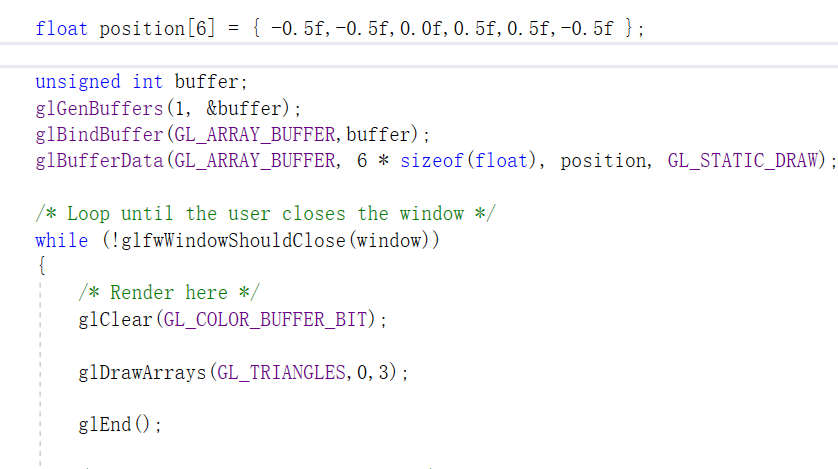 float position[6] = { -0.5f,-0.5f,0.0f,0.5f,0.5f,-0.5f };
unsigned int buffer;
glGenBuffers(1, &buffer);
glBindBuffer(GL_ARRAY_BUFFER,buffer);
glBufferData(GL_ARRAY_BUFFER, 6 * sizeof(float), position, GL_STATIC_DRAW);
/* Loop until the user closes the window */
while (!glfwWindowShouldClose(window))
{
/* Render here */
glClear(GL_COLOR_BUFFER_BIT);
glDrawArrays(GL_TRIANGLES,0,3);
glEnd();